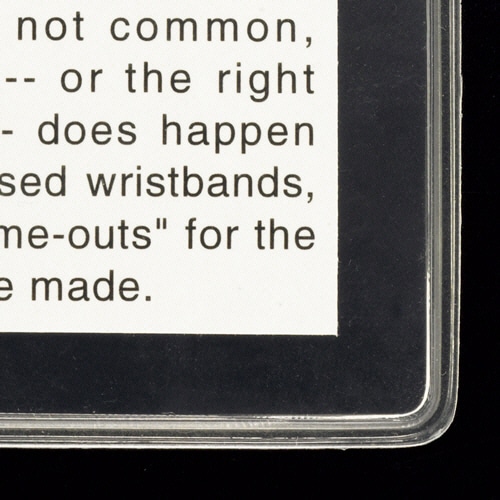 not common,
-- or the right
- does happen
sed wristbands,
me-outs" for the
e made.